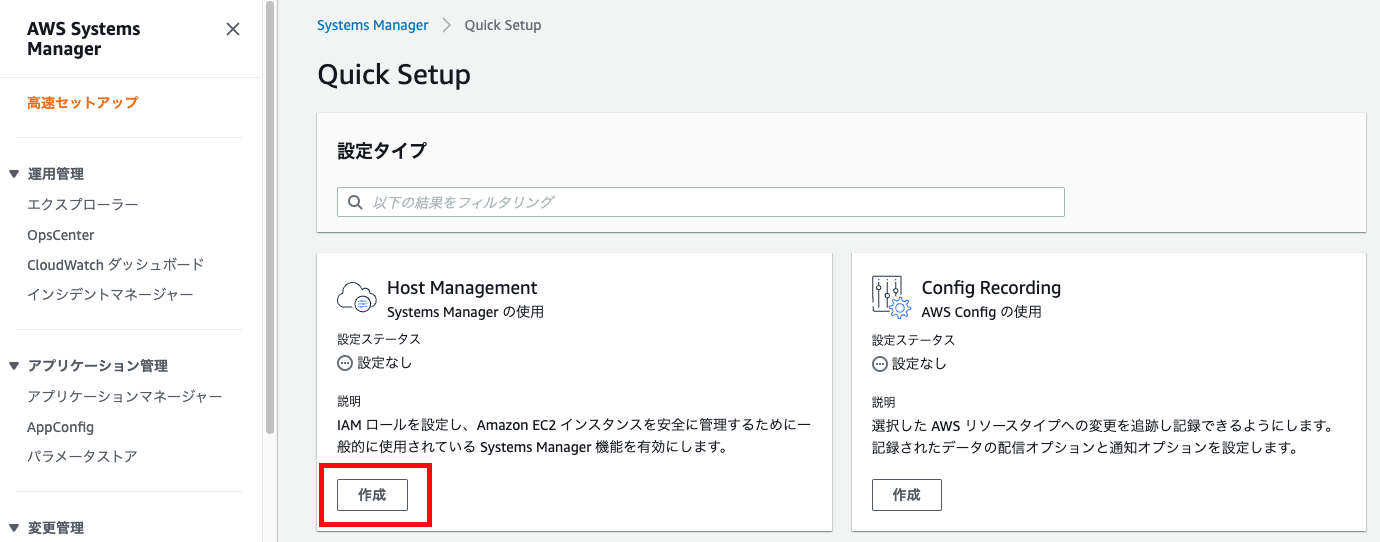 AWS Systems
Manager
高速セットアップ
運用管理
エクスプローラー
OpsCenter
CloudWatch ダッシュボード
インシデントマネージャー
アプリケーション管理
アプリケーションマネージャー
AppConfig
パラメータストア
変更管理
Systems Manager
Quick Setup
Quick Setup
設定タイプ
以下の結果をフィルタリング
Host Management
Systems Manager の使用
設定ステータス
設定なし
説明
IAM ロールを設定し、Amazon EC2 インスタンスを安全に管理するために一
般的に使用されている Systems Manager 機能を有効にします。
作成
Config Recording
AWS Config の使用
設定ステータス
設定なし
説明
選択した AWS リソースタイプへの変更を追跡し記録できるようにします。
記録されたデータの配信オプションと通知オプションを設定します。
作成